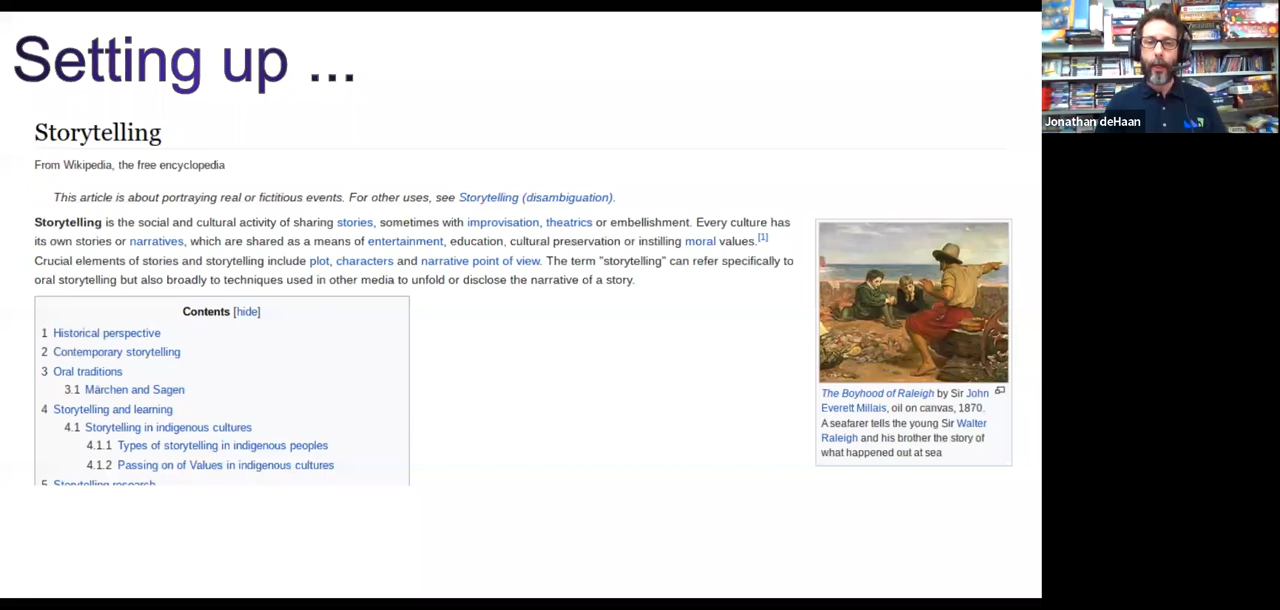 Setting up ...
Storytelling
From Wikipedia, the free encyclopedia
This article is about portraying real or fictitious events. For other uses, see Storytelling (disambiguation).
Storytelling is the social and cultural activity of sharing stories, sometimes with improvisation, theatrics or embellishment. Every culture has
its own stories or narratives, which are shared as a means of entertainment, education, cultural preservation or instilling moral values.[1]
Crucial elements of stories and storytelling include plot, characters and narrative point of view. The term "storytelling" can refer specifically to
oral storytelling but also broadly to techniques used in other media to unfold or disclose the narrative of a story.
Contents [hide]
1 Historical perspective
2 Contemporary storytelling
3 Oral traditions
3.1 Märchen and Sagen
4 Storytelling and learning
4.1 Storytelling in indigenous cultures
4.1.1 Types of storytelling in indigenous peoples
4.1.2 Passing on of Values in indigenous cultures
5 Storytelling research
The Boyhood of Raleigh by Sir John
Everett Millais, oil on canvas, 1870.
A seafarer tells the young Sir Walter
Raleigh and his brother the story of
what happened out at sea
Jonathan deHaan